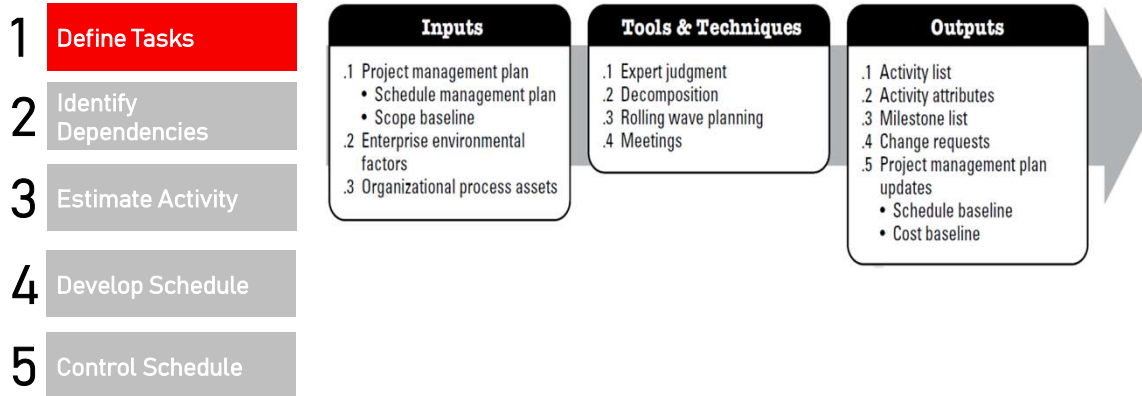 1
Define Tasks
2
Identify
Dependencies
3
Estimate Activity
4
Develop Schedule
5
Control Schedule
Inputs
.1 Project management plan
• Schedule management plan
• Scope baseline
.2 Enterprise environmental
factors
.3 Organizational process assets
Tools & Techniques
.1 Expert judgment
.2 Decomposition
.3 Rolling wave planning
.4 Meetings
Outputs
.1 Activity list
.2 Activity attributes
.3 Milestone list
.4 Change requests
.5 Project management plan
updates
• Schedule baseline
• Cost baseline